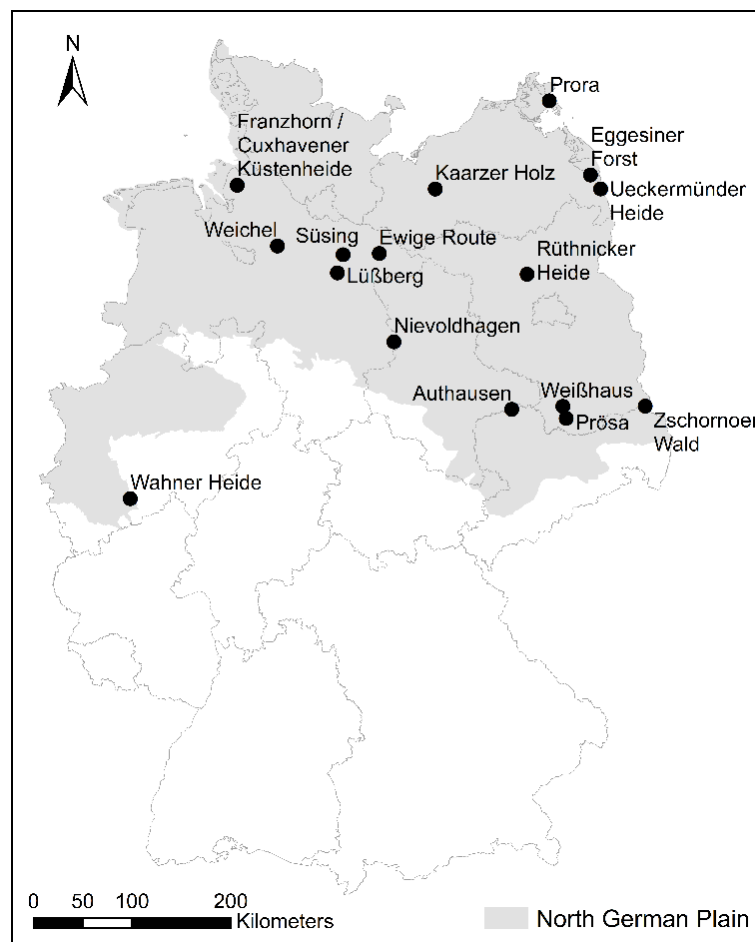 N
Prora
Franzhorn /
Cuxhavener
Küstenheide
Eggesiner
Forst
Kaarzer Holz
Ueckermünder
Heide
Weichel
Süsing
Ewige Route
Rüthnicker
Heide
Lüßberg
Nievoldhagen
Authausen
Weißhaus
Prösa
Zschornoer
Wald
Wahner Heide
0 50 100 200
Kilometers
North German Plain